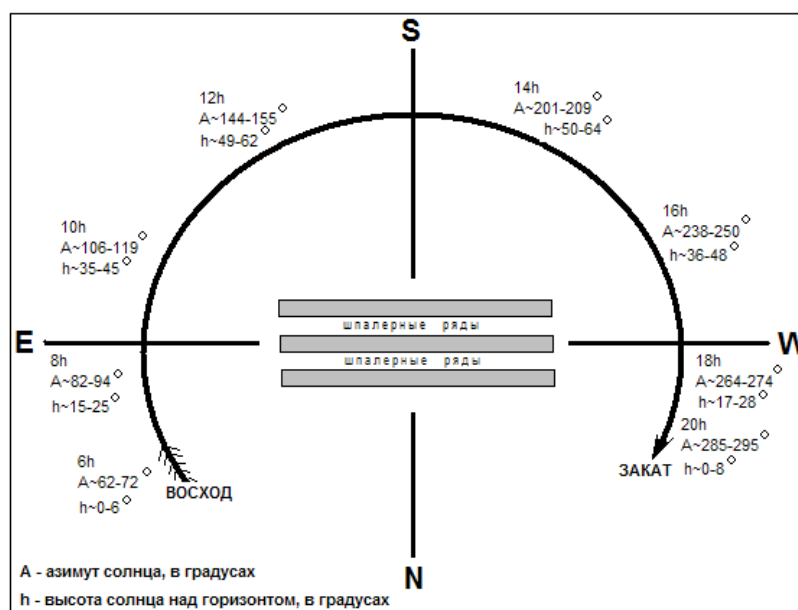 S
12h
A~144-155°
h~49-62°
14h
A~201-209°
h~50-64°
10h
A~106-119°
h~35-45°
16h
A~238-250°
h~36-48°
шпалерные ряды
E
W
шпалерные ряды
8h
A~82-94°
h~15-25°
18h
A~264-274°
h~17-28°
6h
A~62-72°
h~0-6°
ВОСХОД
20h
A~285-295°
h~0-8°
ЗАКАТ
N
А - азимут солнца, в градусах
h - высота солнца над горизонтом, в градусах